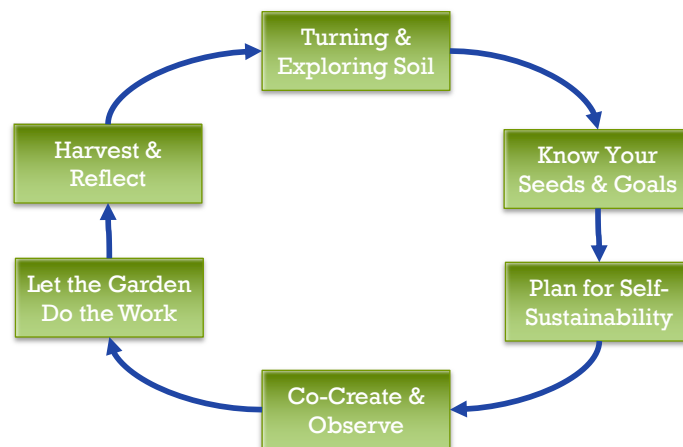 Turning &
Exploring Soil
Know Your
Seeds & Goals
Plan for Self-
Sustainability
Co-Create &
Observe
Let the Garden
Do the Work
Harvest &
Reflect